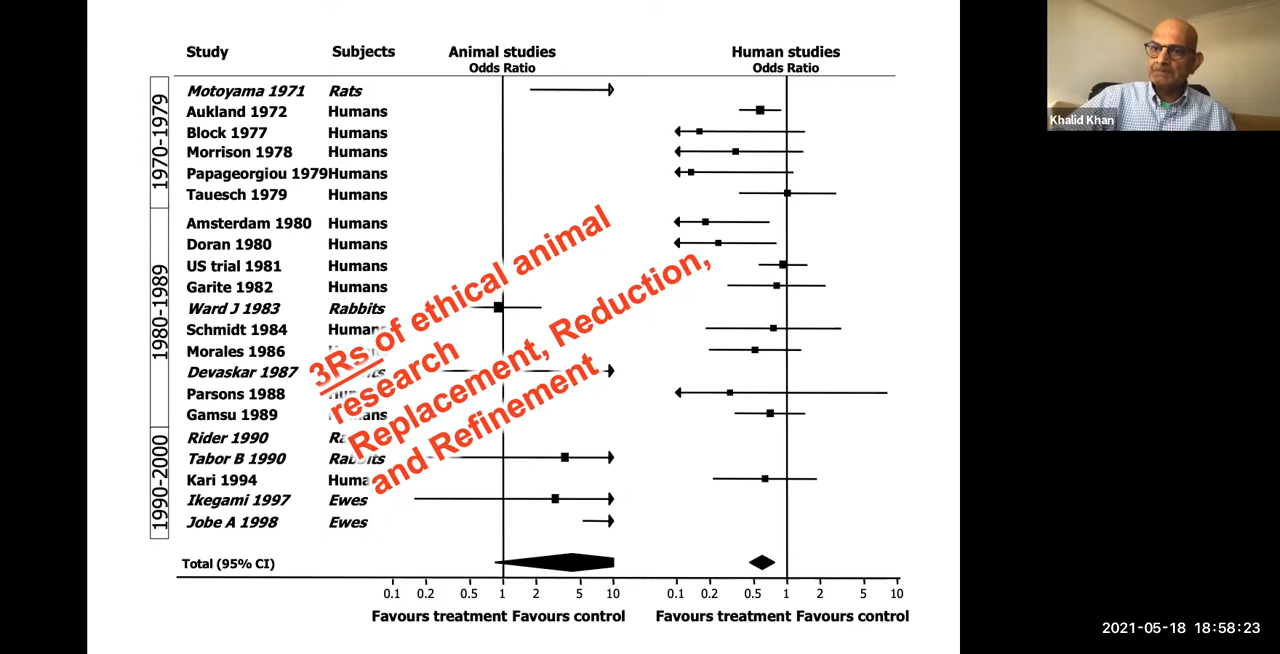 Study Subjects Animal studies Human studies
Odds Ratio Odds Ratio
1970-1979
Motoyama 1971 Rats
Aukland 1972 Humans
Block 1977 Humans
Morrison 1978 Humans
Papageorgiou 1979Humans
Tauesch 1979 Humans
1980-1989
Amsterdam 1980 Humans
Doran 1980 Humans
US trial 1981 Humans
Garite 1982 Humans
Ward J 1983 Rabbits
Schmidt 1984 Humans
Morales 1986
Devaskar 1987
Parsons 1988
Gamsu 1989 Humans
1990-2000
Rider 1990
Tabor B 1990 Rabbits
Kari 1994 Humans
Ikegami 1997 Ewes
Jobe A 1998 Ewes
3Rs of ethical animal
research
Replacement, Reduction,
and Refinement
Total (95% CI)
0.1 0.2 0.5 1 2 5 10 0.1 0.2 0.5 1 2 5 10
Favours treatment Favours control Favours treatment Favours control
Khalid Khan
2021-05-18 18:58:23